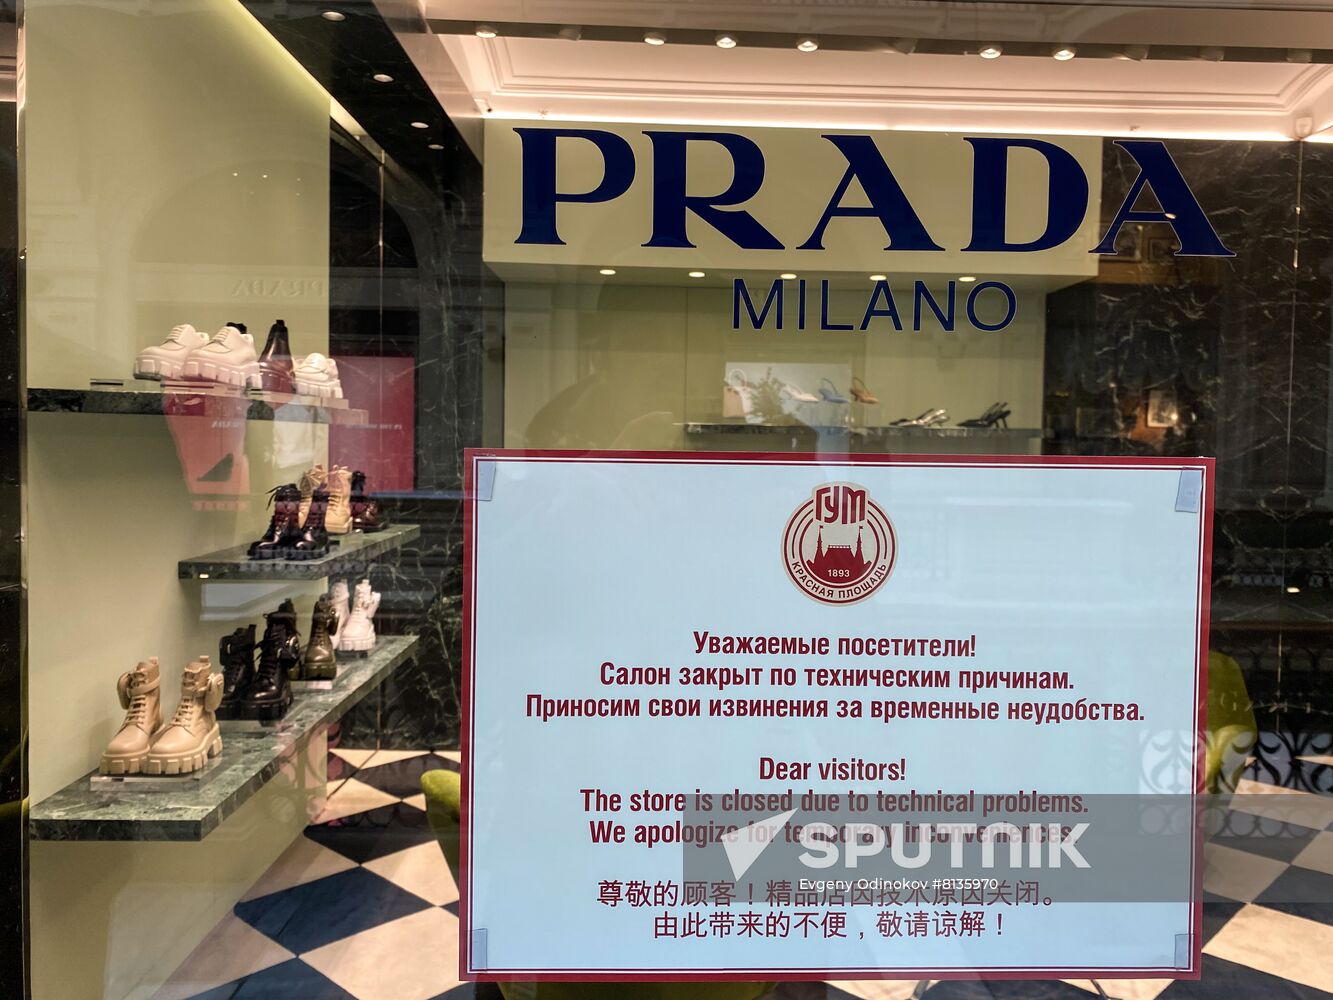 PRADA
MILANO
ГУМ
1893
КРАСНАЯ ПЛОЩАДЬ
Уважаемые посетители!
Салон закрыт по техническим причинам.
Приносим свои извинения за временные неудобства.
Dear visitors!
The store is closed due to technical problems.
We apologize for temporary inconveniences.
尊敬的顾客！精品店因技术原因关闭。
由此带来的不便，敬请谅解！
SPUTNIK
Evgeny Odinokov # 8135970
PRADA